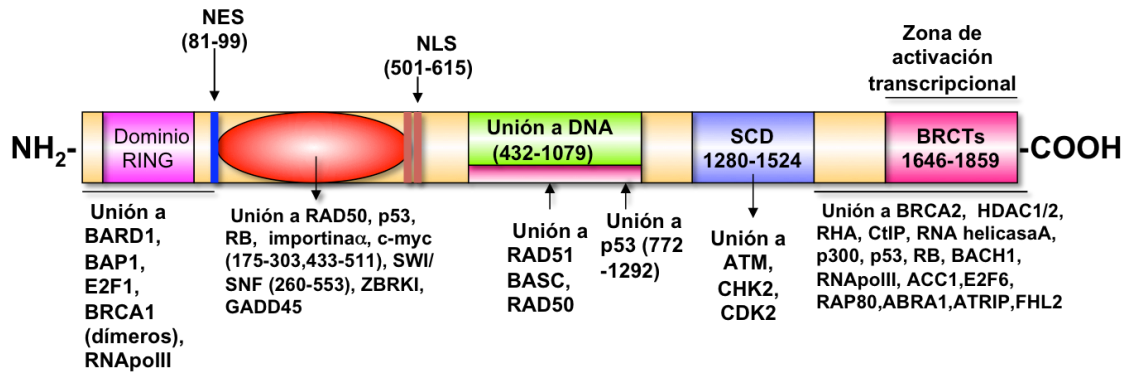 NES
(81-99)
NLS
(501-615)
Zona de
activación
transcripcional
NH2-
Dominio
RING
Unión a DNA
(432-1079)
SCD
1280-1524
BRCTs
1646-1859
-COOH
Unión a
BARD1,
BAP1,
E2F1,
BRCA1
(dímeros),
RNApolII
Unión a RAD50, p53,
RB, importinaα, c-myc
(175-303,433-511), SWI/
SNF (260-553), ZBRKI,
GADD45
Unión a
RAD51
BASC,
RAD50
Unión a
p53 (772
-1292)
Unión a
ATM,
CHK2,
CDK2
Unión a BRCA2, HDAC1/2,
RHA, CtIP, RNA helicasaA,
p300, p53, RB, BACH1,
RNApolII, ACC1,E2F6,
RAP80,ABRA1,ATRIP,FHL2